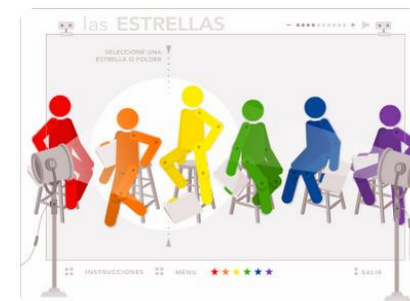 las ESTRELLAS
SELECCIONE UNA
ESTRELLA O FOLDER
INSTRUCCIONES MENU SALIR